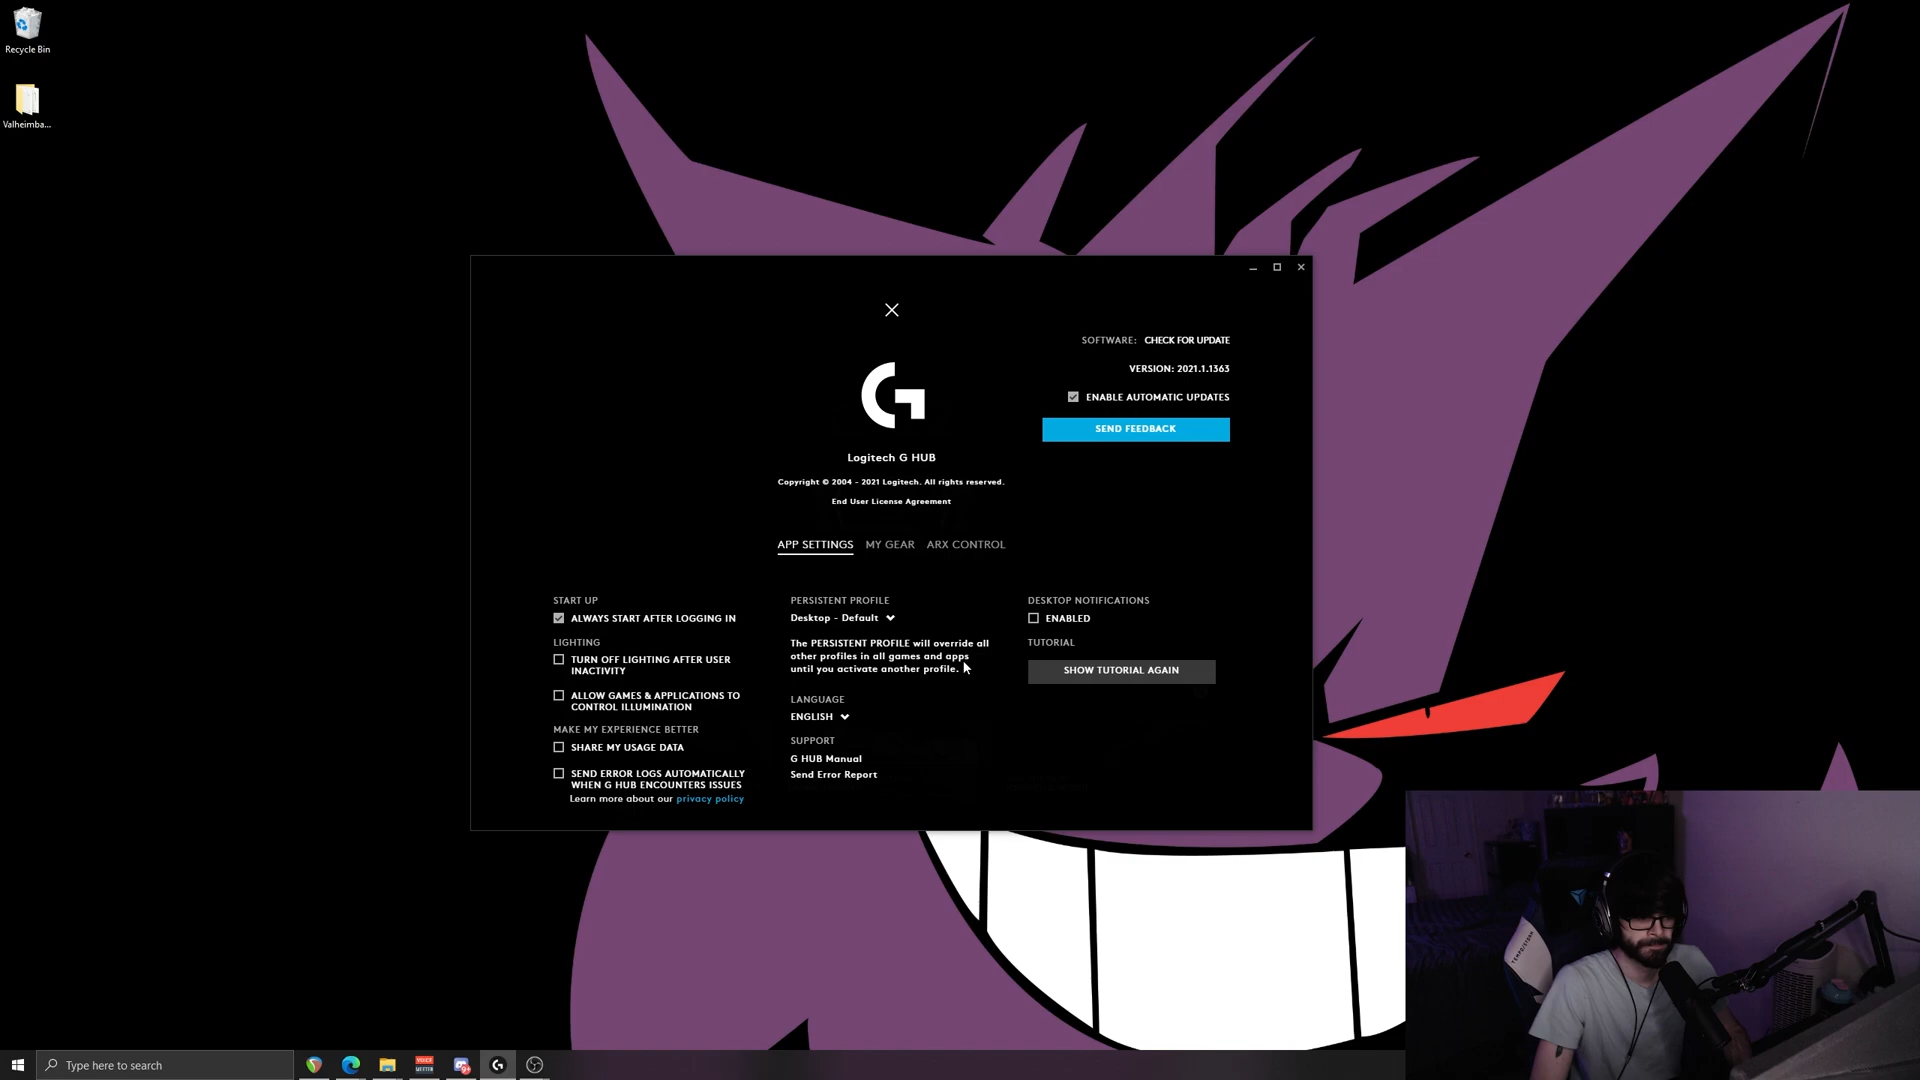 Recycle Bin
Valheimba...
SOFTWARE: CHECK FOR UPDATE
VERSION: 2021.1.1363
ENABLE AUTOMATIC UPDATES
SEND FEEDBACK
Logitech G HUB
Copyright © 2004 - 2021 Logitech. All rights reserved.
End User License Agreement
APP SETTINGS MY GEAR ARX CONTROL
START UP
ALWAYS START AFTER LOGGING IN
LIGHTING
TURN OFF LIGHTING AFTER USER
INACTIVITY
ALLOW GAMES & APPLICATIONS TO
CONTROL ILLUMINATION
MAKE MY EXPERIENCE BETTER
SHARE MY USAGE DATA
SEND ERROR LOGS AUTOMATICALLY
WHEN G HUB ENCOUNTERS ISSUES
Learn more about our privacy policy
PERSISTENT PROFILE
Desktop - Default
The PERSISTENT PROFILE will override all
other profiles in all games and apps
until you activate another profile.
LANGUAGE
ENGLISH
SUPPORT
G HUB Manual
Send Error Report
DESKTOP NOTIFICATIONS
ENABLED
TUTORIAL
SHOW TUTORIAL AGAIN
TEMPO/STORM
Type here to search
VOICE
9+